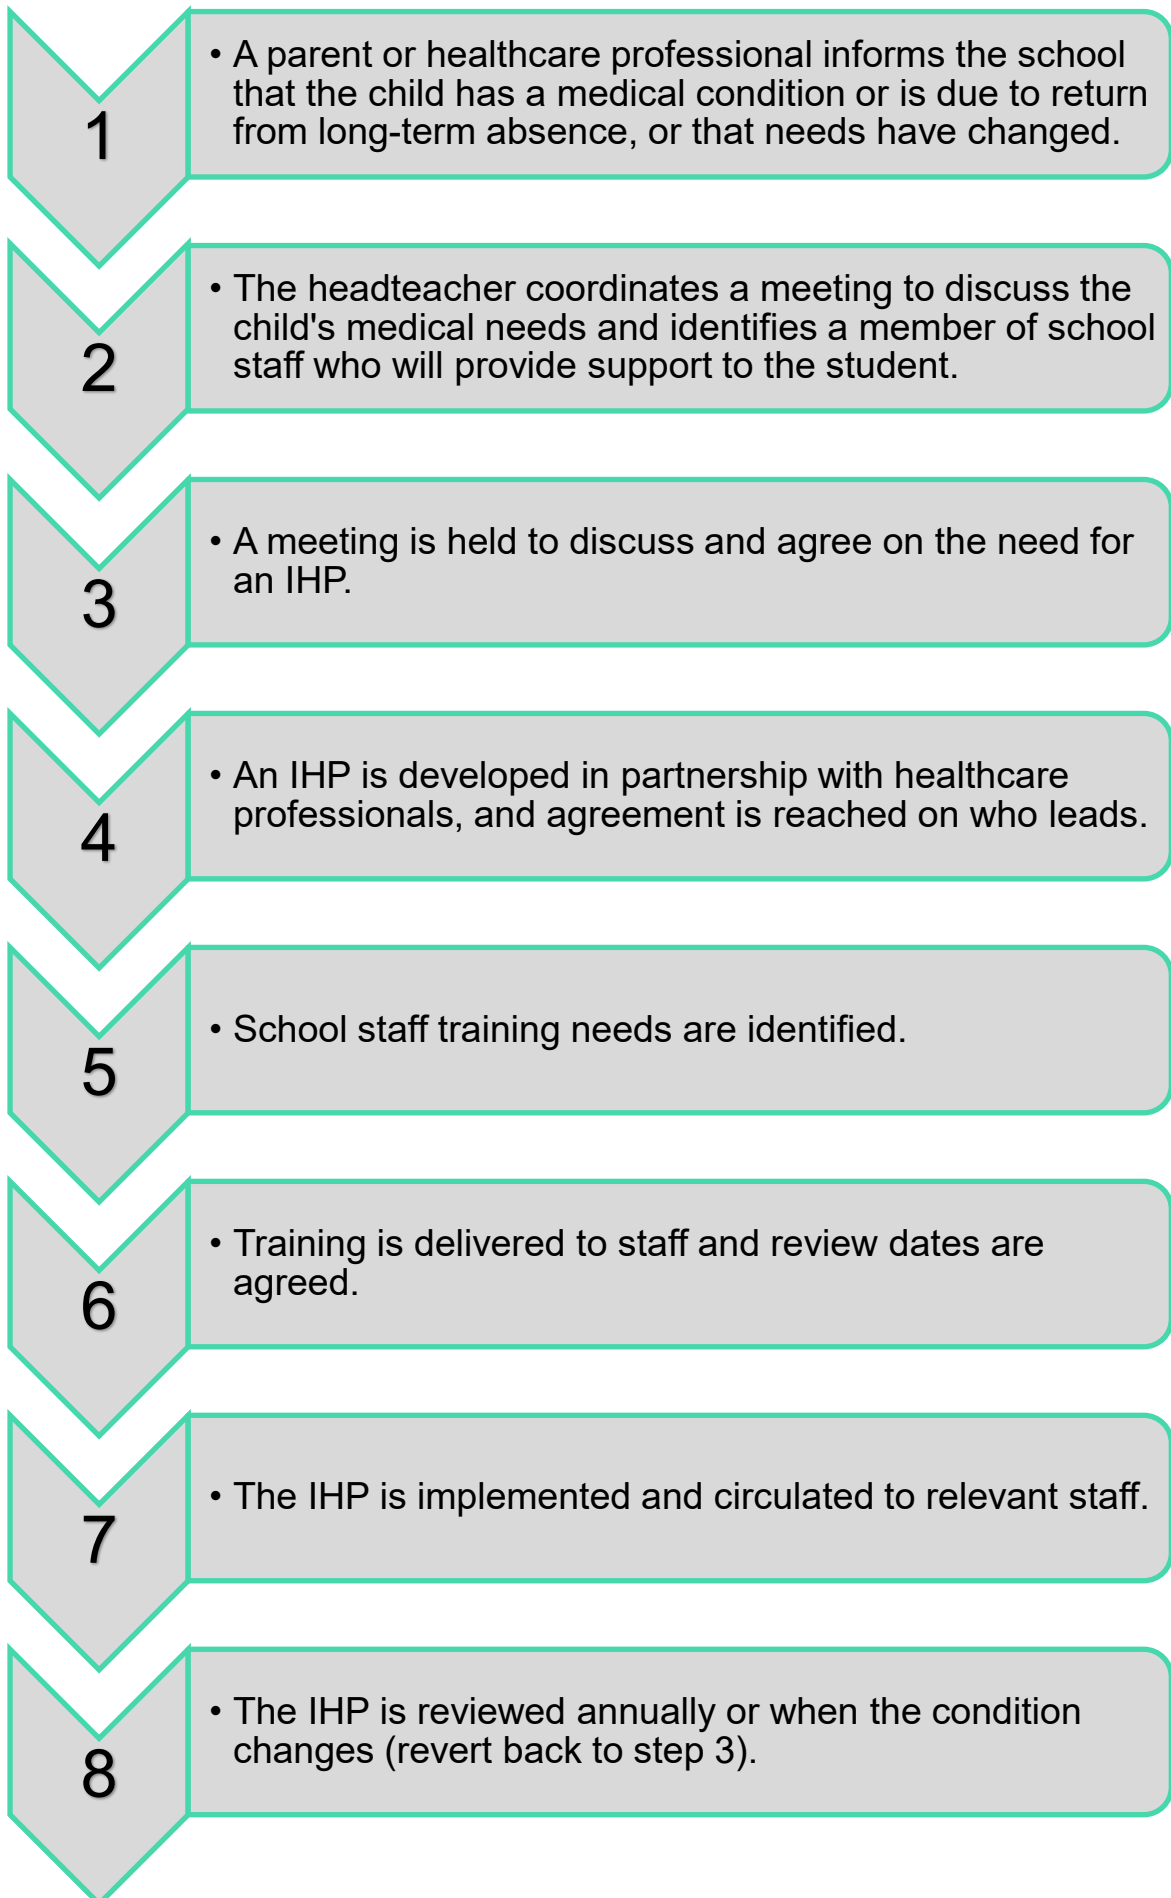 1
• A parent or healthcare professional informs the school
that the child has a medical condition or is due to return
from long-term absence, or that needs have changed.
2
• The headteacher coordinates a meeting to discuss the
child's medical needs and identifies a member of school
staff who will provide support to the student.
3
• A meeting is held to discuss and agree on the need for
an IHP.
4
• An IHP is developed in partnership with healthcare
professionals, and agreement is reached on who leads.
5
• School staff training needs are identified.
6
• Training is delivered to staff and review dates are
agreed.
7
• The IHP is implemented and circulated to relevant staff.
8
• The IHP is reviewed annually or when the condition
changes (revert back to step 3).